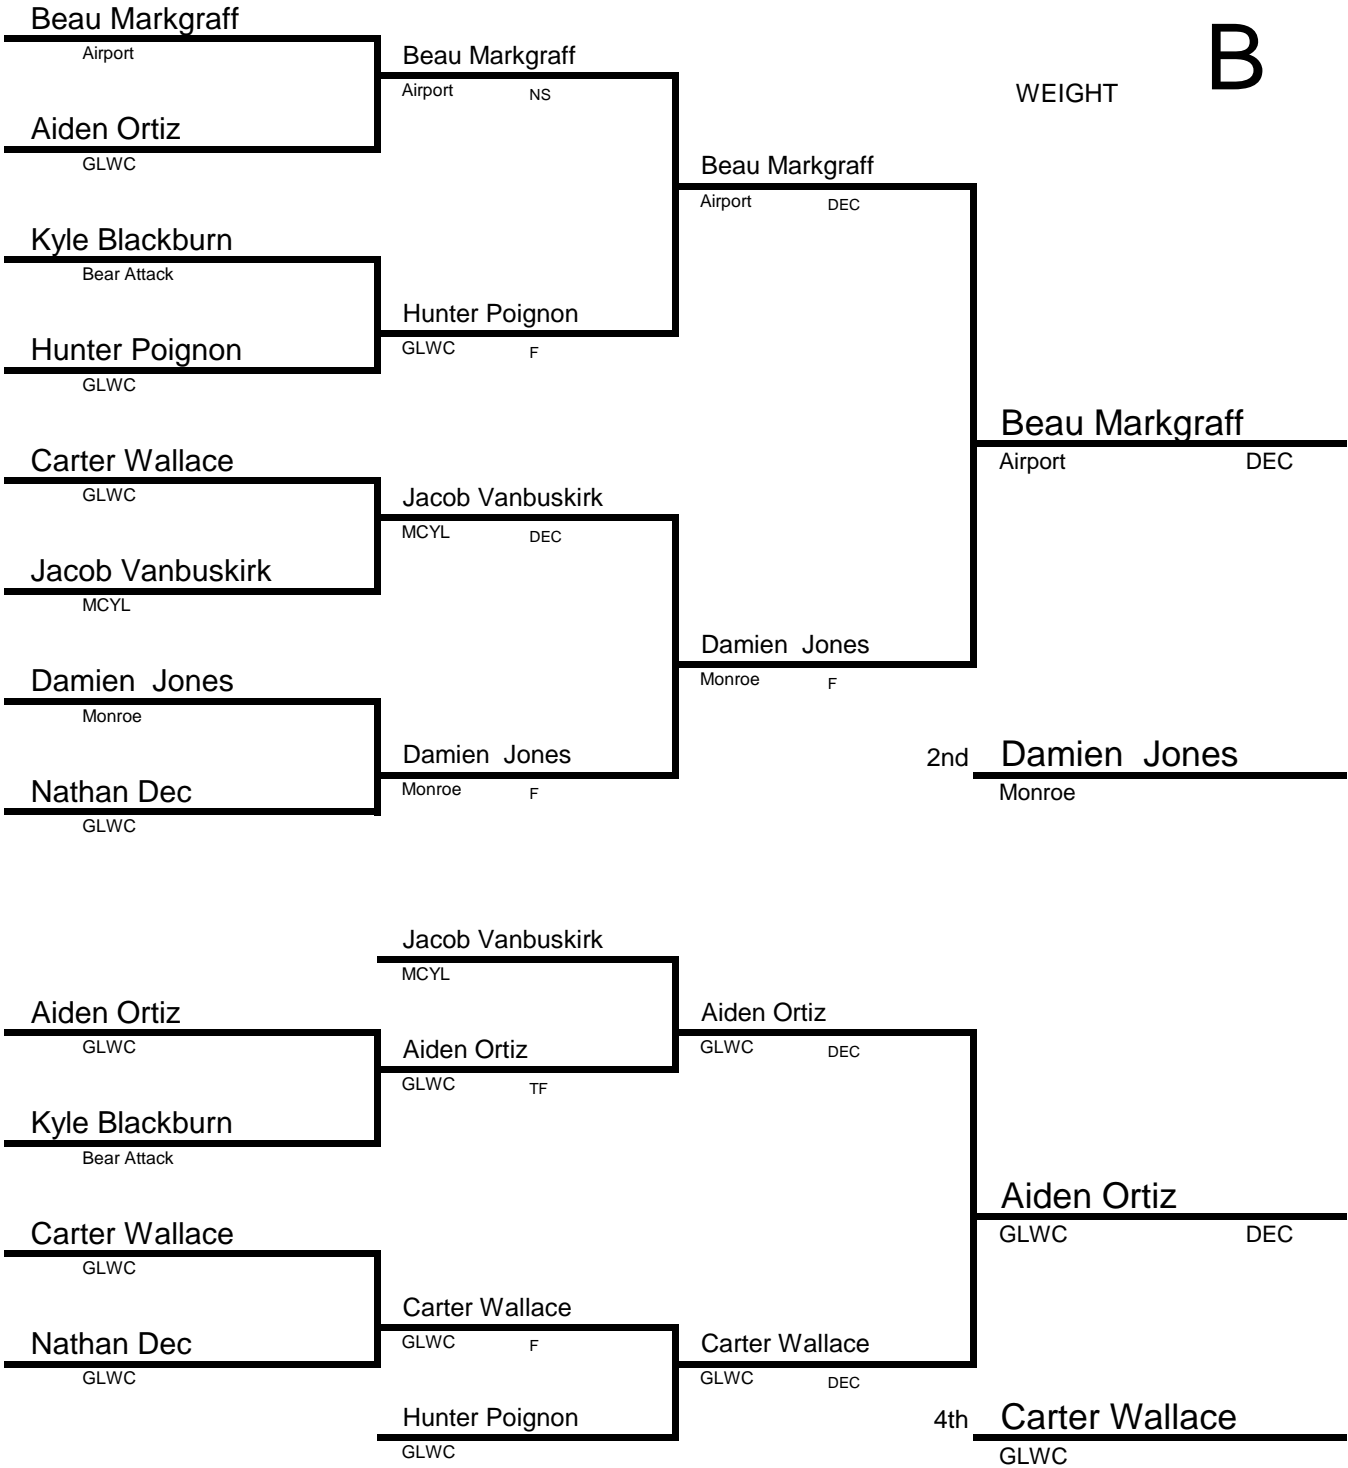 Beau Markgraff
Airport
Beau Markgraff
Airport NS
B
WEIGHT
Aiden Ortiz
GLWC
Beau Markgraff
Airport DEC
Kyle Blackburn
Bear Attack
Hunter Poignon
GLWC F
Hunter Poignon
GLWC
Beau Markgraff
Airport DEC
Carter Wallace
GLWC
Jacob Vanbuskirk
MCYL DEC
Jacob Vanbuskirk
MCYL
Damien Jones
Monroe F
Damien Jones
Monroe
Damien Jones
Monroe F
2nd Damien Jones
Monroe
Nathan Dec
GLWC
Jacob Vanbuskirk
MCYL
Aiden Ortiz
GLWC
Aiden Ortiz
GLWC DEC
Aiden Ortiz
GLWC TF
Kyle Blackburn
Bear Attack
Aiden Ortiz
GLWC DEC
Carter Wallace
GLWC
Carter Wallace
GLWC F
Nathan Dec
GLWC
Carter Wallace
GLWC DEC
Hunter Poignon
GLWC
4th Carter Wallace
GLWC